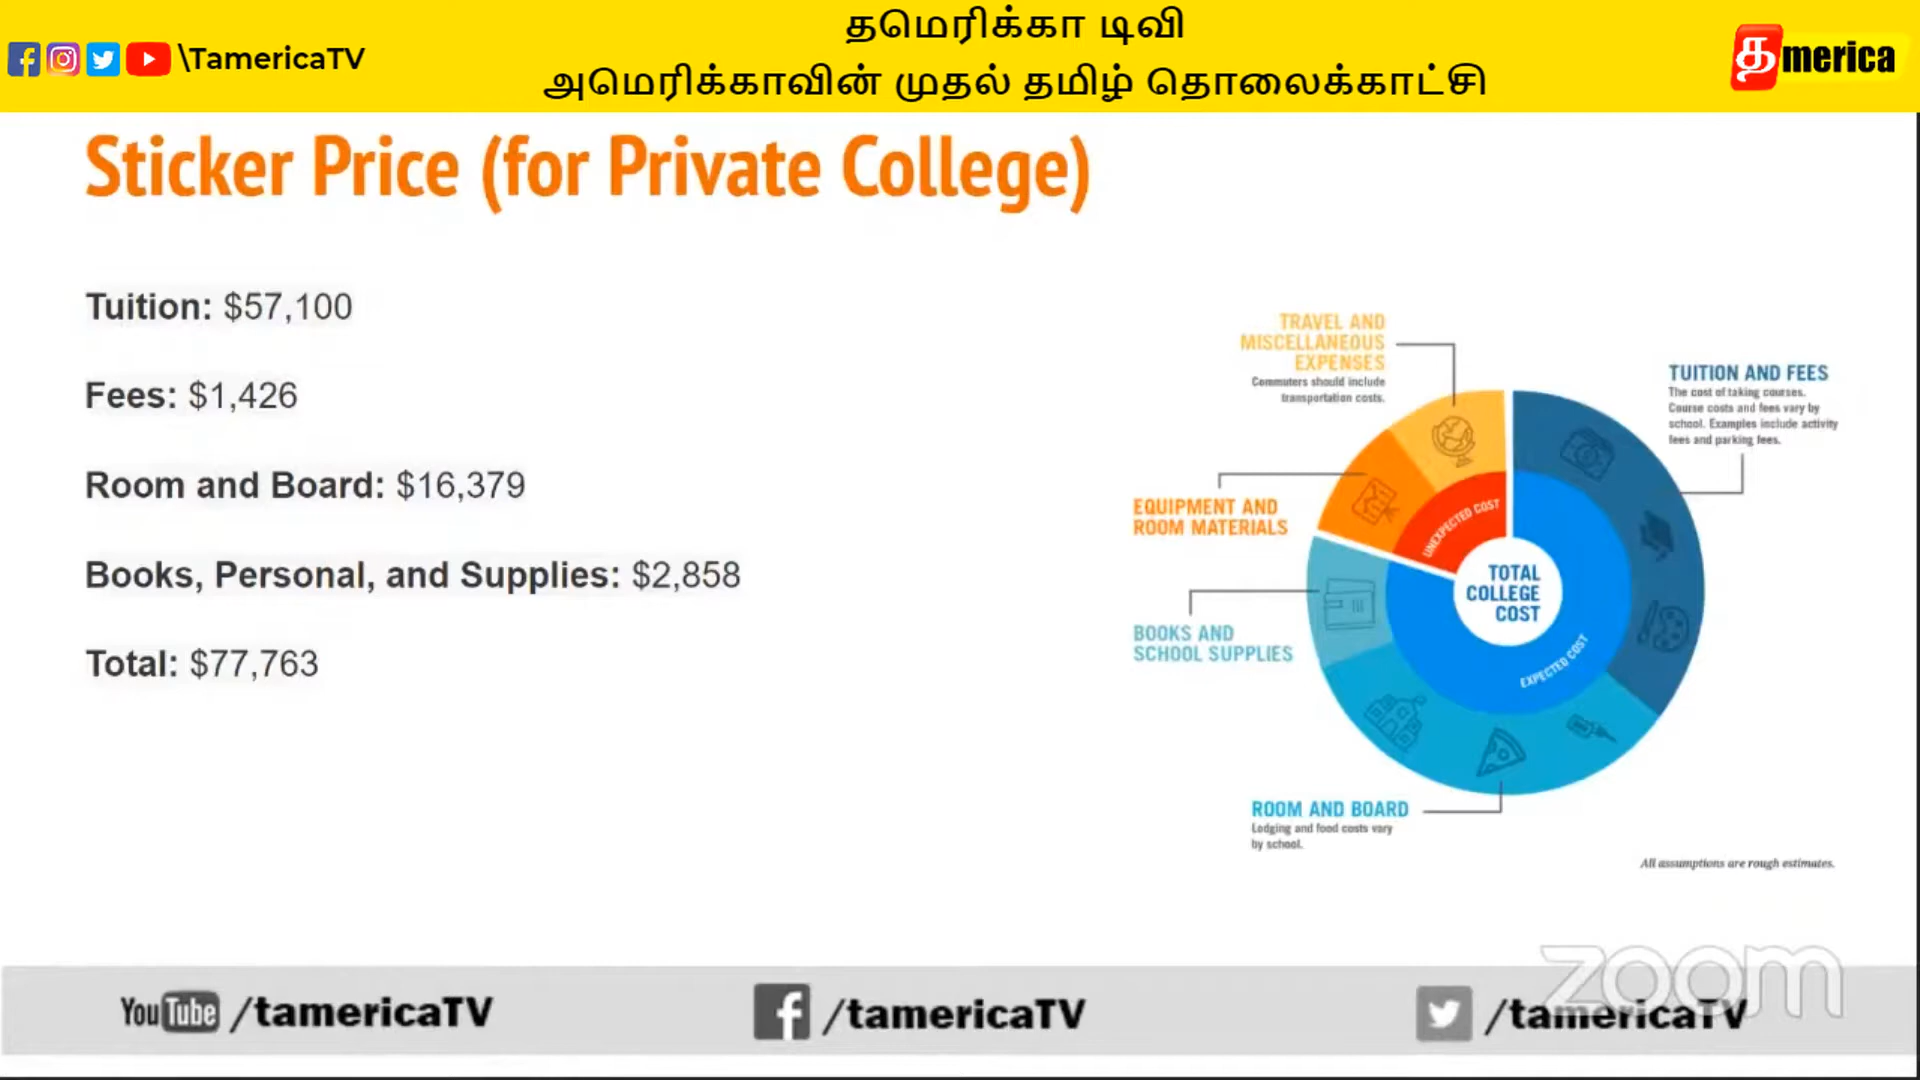 \TamericaTV
தமெரிக்கா டிவி
அமெரிக்காவின் முதல் தமிழ் தொலைக்காட்சி
தmerica
Sticker Price (for Private College)
Tuition: $57,100
Fees: $1,426
Room and Board: $16,379
Books, Personal, and Supplies: $2,858
Total: $77,763
TRAVEL AND
MISCELLANEOUS
EXPENSES
Commuters should include
transportation costs.
TUITION AND FEES
The cost of taking courses.
Course costs and fees vary by
school. Examples include activity
fees and parking fees.
EQUIPMENT AND
ROOM MATERIALS
UNEXPECTED COST
TOTAL
COLLEGE
COST
EXPECTED COST
BOOKS AND
SCHOOL SUPPLIES
ROOM AND BOARD
Lodging and food costs vary
by school.
All assumptions are rough estimates.
zoom
YouTube /tamericaTV
/tamericaTV
/tamericaTV